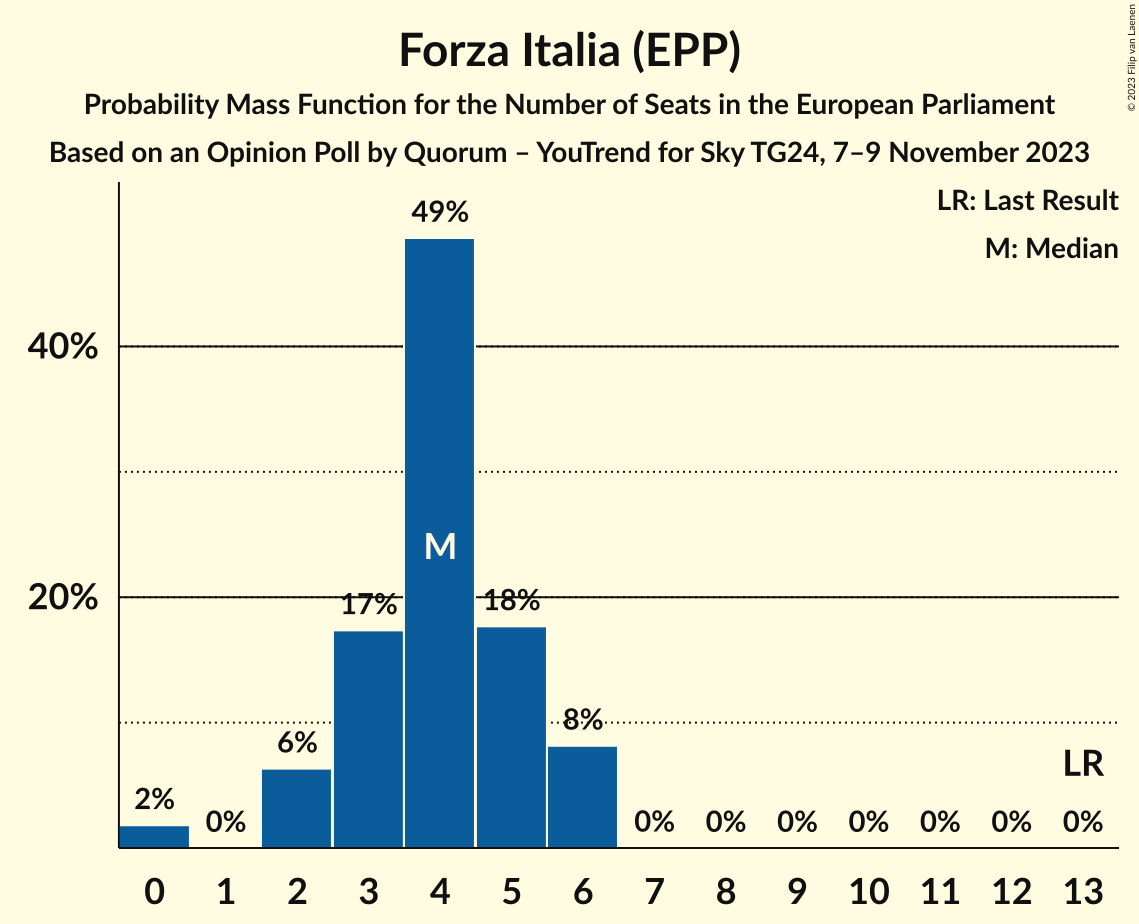 Forza Italia (EPP)
Probability Mass Function for the Number of Seats in the European Parliament
Based on an Opinion Poll by Quorum – YouTrend for Sky TG24, 7–9 November 2023
© 2023 Filip van Laenen
LR: Last Result
M: Median
49%
40%
M
20%
17%
18%
8%
6%
LR
2%
0%
0%
0%
0%
0%
0%
0%
0%
0 1 2 3 4 5 6 7 8 9 10 11 12 13